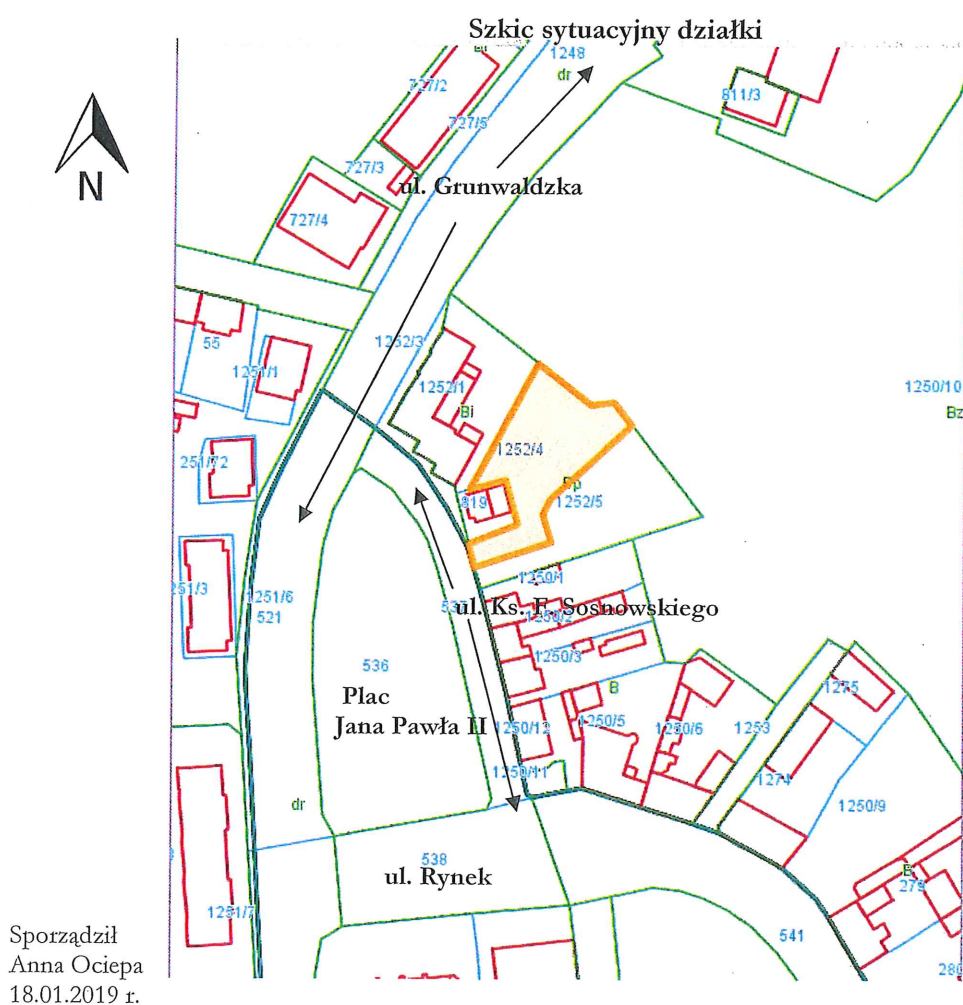 Szkic sytuacyjny działki
1248
dr
727/2
811/3
727/5
727/3
ul. Grunwaldzka
N
727/4
55
1252/3
1251/1
1252/1
1250/10
Bi
Bz
1252/4
251/72
Bp
819
1252/5
1250/1
251/3
1251/6
ul. Ks. F. Sosnowskiego
521
1250/2
1250/3
536
Plac
B
1275
Jana Pawła II
1250/12
1250/5
1250/6
1253
1250/11
1274
dr
1250/9
538
ul. Rynek
B
279
1251/7
Sporządził
541
Anna Ociepa
280
18.01.2019 r.